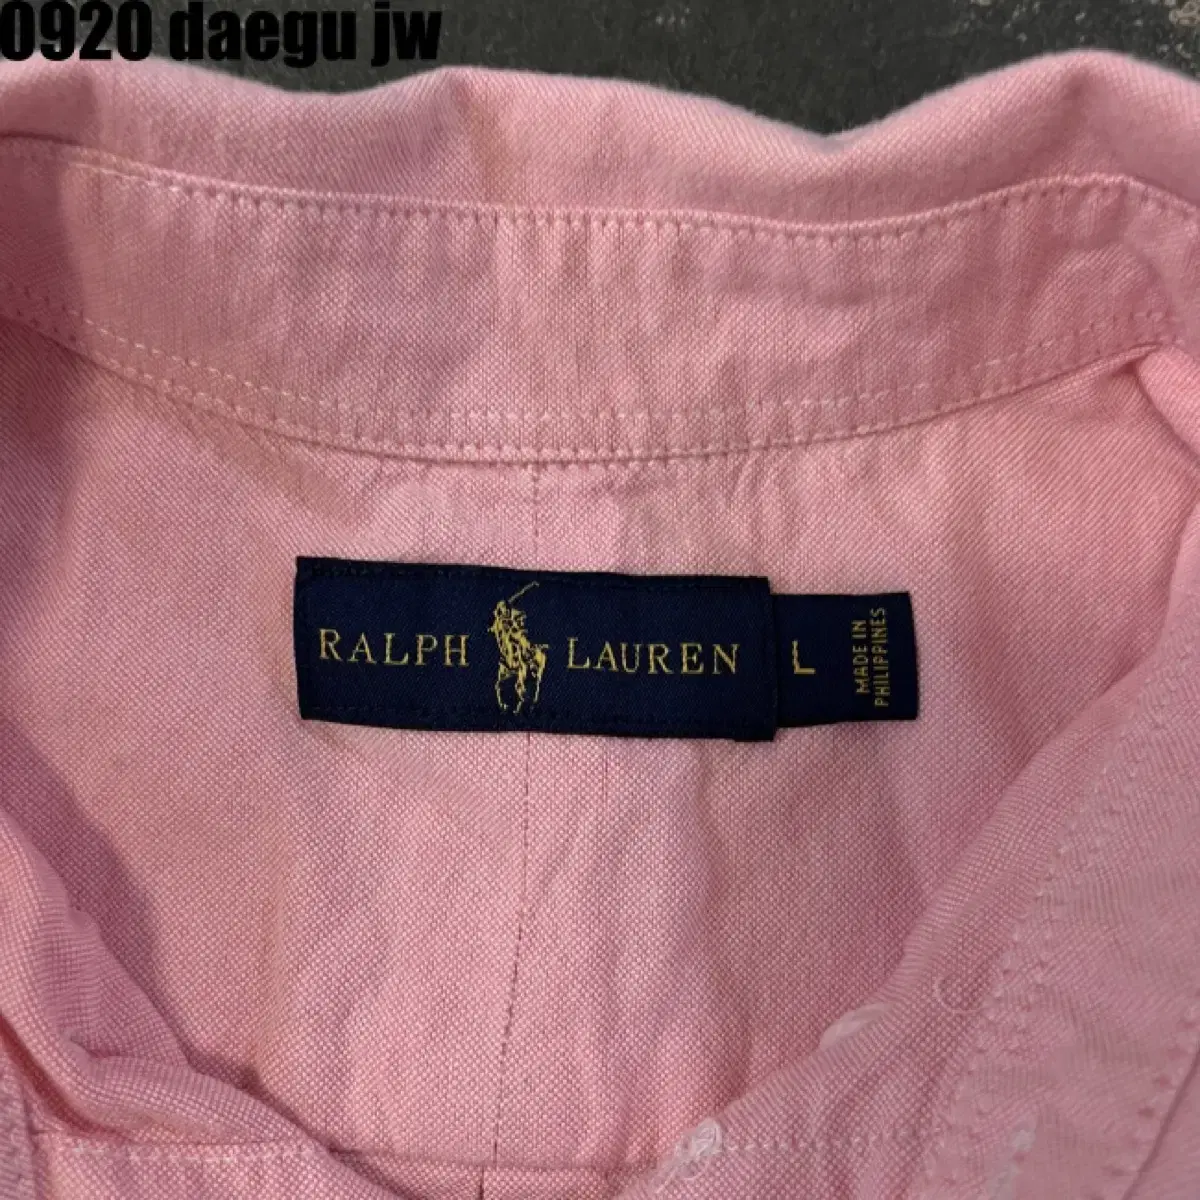 0920 daegu jw
RALPH LAUREN
L
MADE IN
PHILIPPINES